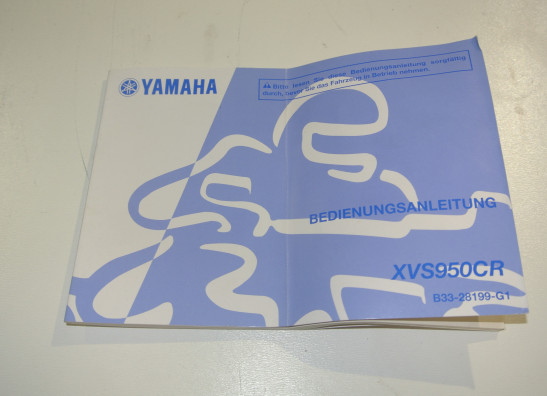 YAMAHA
Bitte lesen Sie diese Bedienungsanleitung sorgfältig
durch, bevor Sie das Fahrzeug in Betrieb nehmen.
BEDIENUNGSANLEITUNG
XVS950CR
B33-28199-G1